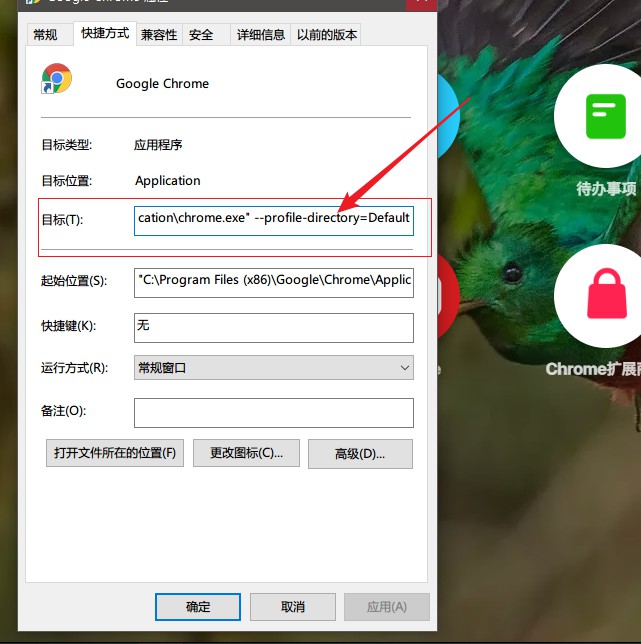 Google Chrome 属性
常规
快捷方式
兼容性
安全
详细信息
以前的版本
Google Chrome
目标类型:
应用程序
目标位置:
Application
目标(T):
cation\chrome.exe" --profile-directory=Default
起始位置(S):
"C:\Program Files (x86)\Google\Chrome\Applic
快捷键(K):
无
运行方式(R):
常规窗口
备注(O):
打开文件所在的位置(F)
更改图标(C)...
高级(D)...
确定
取消
应用(A)
待办事项
Chrome扩展